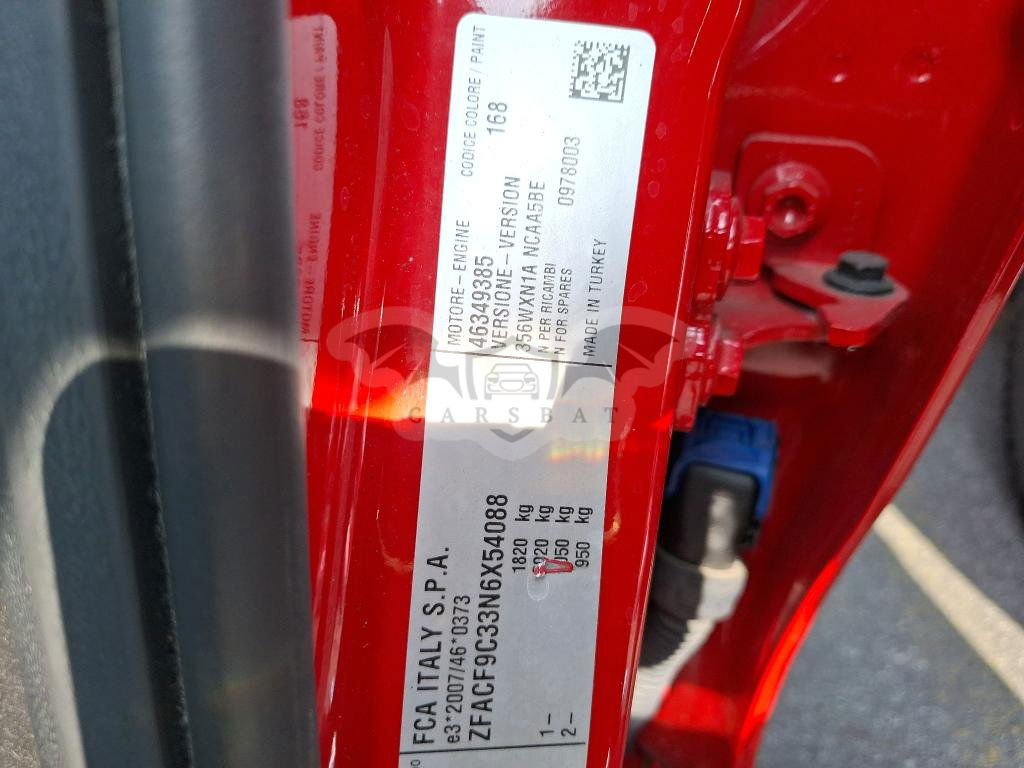 FCA ITALY S.P.A.
e3*2007/46*0373
ZFACF9C33N6X54088
1820 kg
kg
1– 1050 kg
2– 950 kg
MOTORE–ENGINE CODICE COLORE / PAINT
46349385 168
VERSIONE–VERSION
356WXN1A NCAA5BE
N PER RICAMBI
N FOR SPARES 0978003
MADE IN TURKEY
CARSBAT